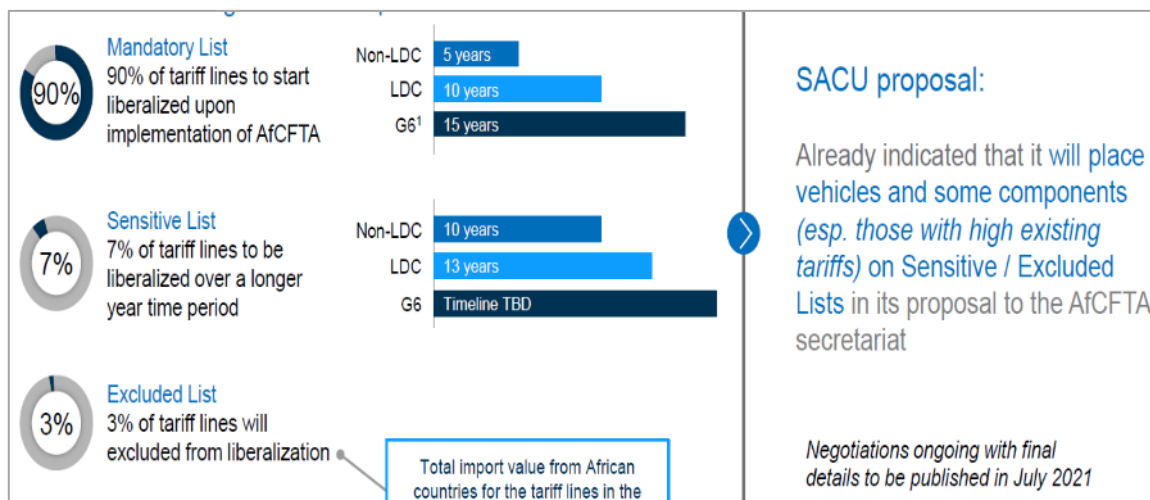 90%
Mandatory List
90% of tariff lines to start
liberalized upon
implementation of AfCFTA
Non-LDC 5 years
LDC 10 years
G6¹ 15 years
7%
Sensitive List
7% of tariff lines to be
liberalized over a longer
year time period
Non-LDC 10 years
LDC 13 years
G6 Timeline TBD
3%
Excluded List
3% of tariff lines will
excluded from liberalization
Total import value from African
countries for the tariff lines in the
SACU proposal:
Already indicated that it will place
vehicles and some components
(esp. those with high existing
tariffs) on Sensitive / Excluded
Lists in its proposal to the AfCFTA
secretariat
Negotiations ongoing with final
details to be published in July 2021